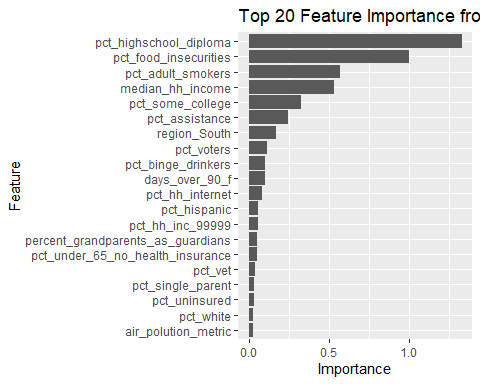 Top 20 Feature Importance fro
pct_highschool_diploma
pct_food_insecurities
pct_adult_smokers
median_hh_income
pct_some_college
pct_assistance
region_South
pct_voters
pct_binge_drinkers
days_over_90_f
pct_hh_internet
pct_hispanic
pct_hh_inc_99999
percent_grandparents_as_guardians
pct_under_65_no_health_insurance
pct_vet
pct_single_parent
pct_uninsured
pct_white
air_polution_metric
Feature
0.0 0.5 1.0
Importance